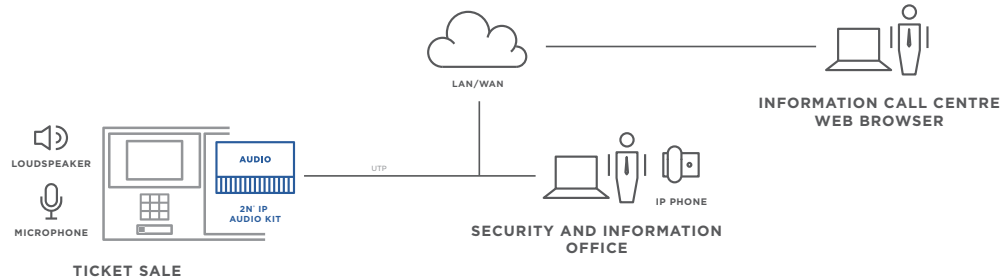 LAN/WAN
INFORMATION CALL CENTRE
WEB BROWSER
LOUDSPEAKER
AUDIO
UTP
2N® IP
AUDIO KIT
MICROPHONE
IP PHONE
SECURITY AND INFORMATION
OFFICE
TICKET SALE